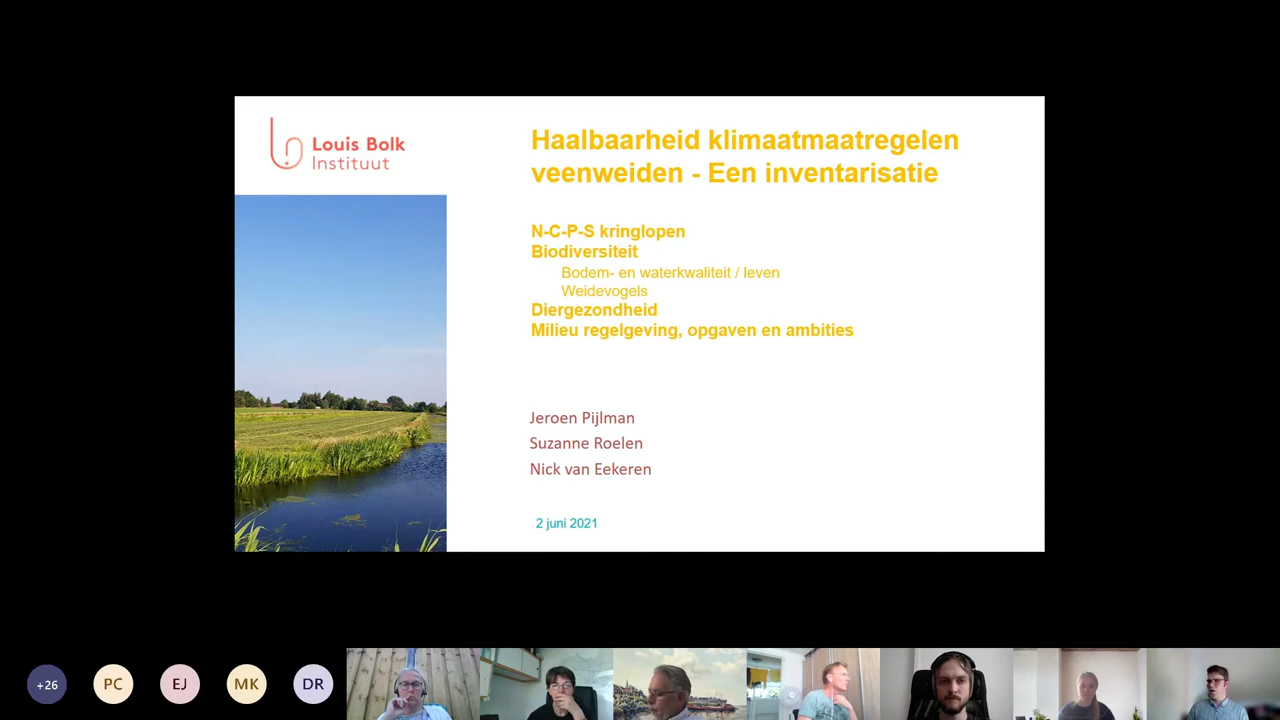 Louis Bolk
Instituut
Haalbaarheid klimaatmaatregelen
veenweiden - Een inventarisatie
N-C-P-S kringlopen
Biodiversiteit
Bodem- en waterkwaliteit / leven
Weidevogels
Diergezondheid
Milieu regelgeving, opgaven en ambities
Jeroen Pijlman
Suzanne Roelen
Nick van Eekeren
2 juni 2021
+26
PC
EJ
MK
DR